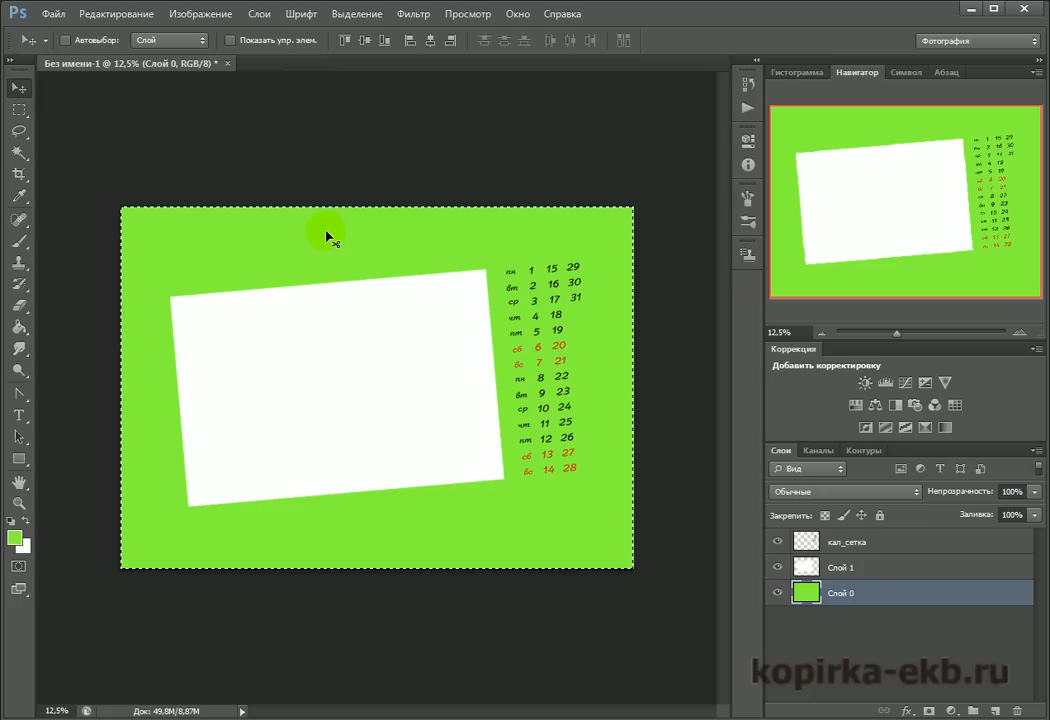 Ps Файл Редактирование Изображение Слои Шрифт Выделение Фильтр Просмотр Окно Справка
Автовыбор: Слой Показать упр. элем. Фотография
Без имени-1 @ 12,5% (Слой 0, RGB/8) * ×
Гистограмма Навигатор Символ Абзац
пн 1 15 29
вт 2 16 30
ср 3 17 31
чт 4 18
пт 5 19
сб 6 20
вс 7 21
пн 8 22
вт 9 23
ср 10 24
чт 11 25
пт 12 26
сб 13 27
вс 14 28
12,5%
Коррекция
Добавить корректировку
Слои Каналы Контуры
Вид
Обычные Непрозрачность: 100%
Закрепить: Заливка: 100%
кал_сетка
Слой 1
Слой 0
kopirka-ekb.ru
12,5% Док: 49,8M/8,87M